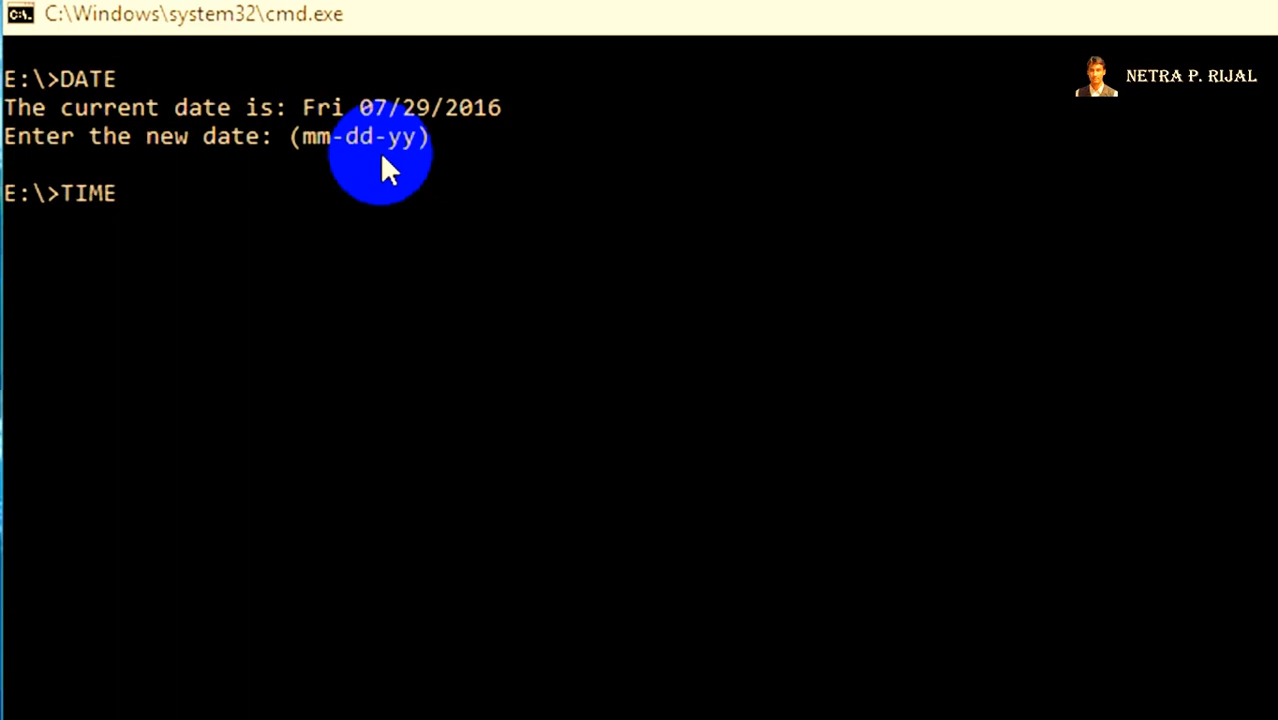 C:\Windows\system32\cmd.exe
NETRA P. RIJAL
E:\>DATE
The current date is: Fri 07/29/2016
Enter the new date: (mm-dd-yy)
E:\>TIME